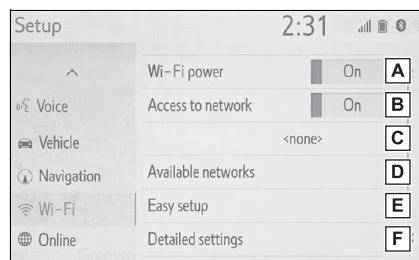 Setup 2:31
Wi-Fi power On A
Voice Access to network On B
Vehicle <none> C
Navigation Available networks D
Wi-Fi Easy setup E
Online Detailed settings F